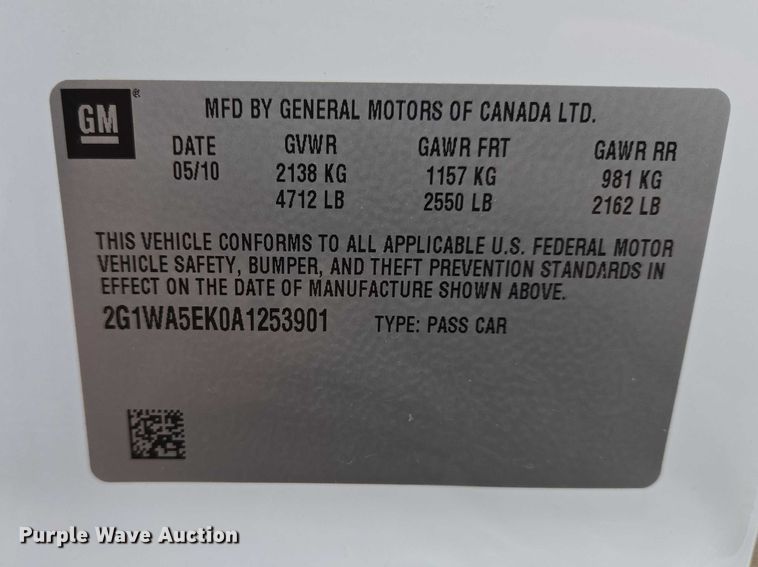 GM®
MFD BY GENERAL MOTORS OF CANADA LTD.
DATE GVWR GAWR FRT GAWR RR
05/10 2138 KG 1157 KG 981 KG
4712 LB 2550 LB 2162 LB
THIS VEHICLE CONFORMS TO ALL APPLICABLE U.S. FEDERAL MOTOR
VEHICLE SAFETY, BUMPER, AND THEFT PREVENTION STANDARDS IN
EFFECT ON THE DATE OF MANUFACTURE SHOWN ABOVE.
2G1WA5EK0A1253901 TYPE: PASS CAR
Purple Wave Auction